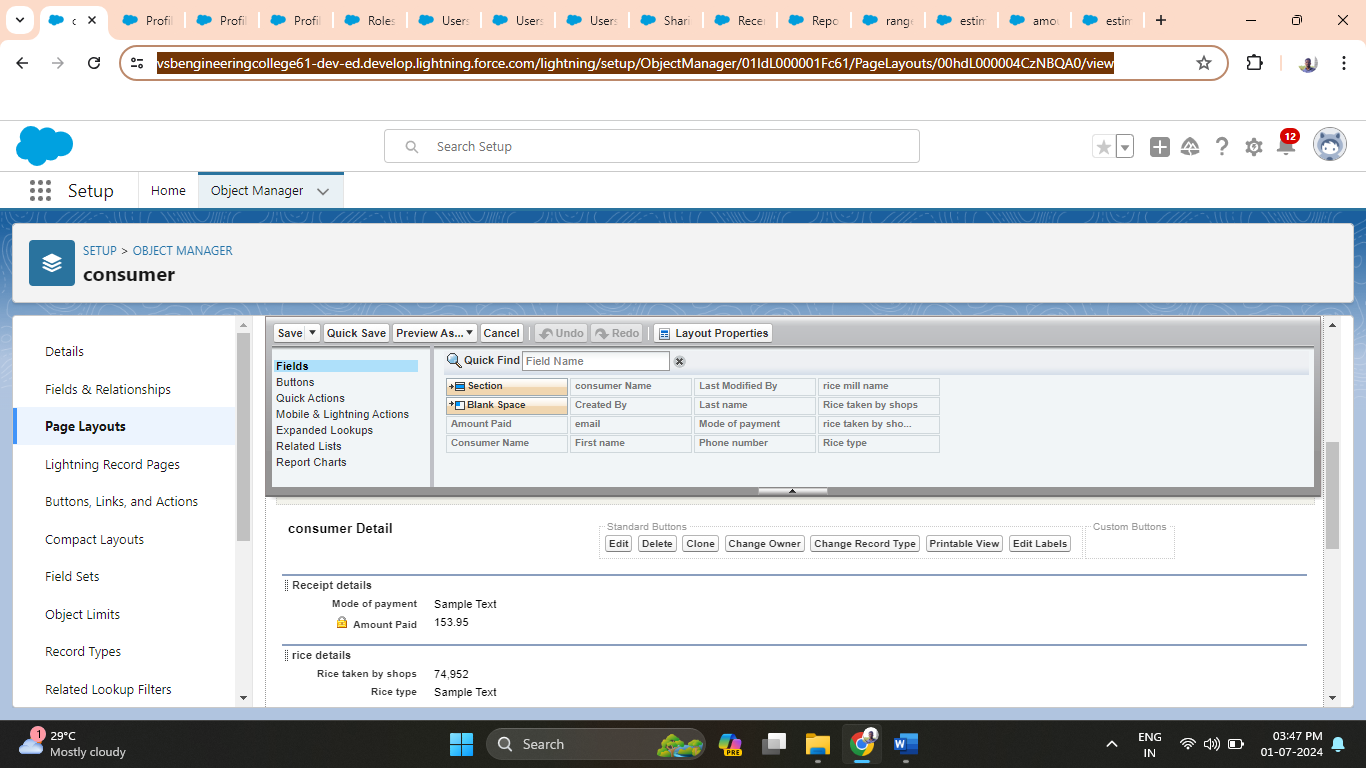 c
Profil
Profil
Profil
Roles
Users
Users
Users
Shari
Recer
Repo
range
estim
amou
estim
vsbengineeringcollege61-dev-ed.develop.lightning.force.com/lightning/setup/ObjectManager/01IdL000001Fc61/PageLayouts/00hdL000004CzNBQA0/view
Search Setup
12
Setup
Home
Object Manager
SETUP > OBJECT MANAGER
consumer
Details
Fields & Relationships
Page Layouts
Lightning Record Pages
Buttons, Links, and Actions
Compact Layouts
Field Sets
Object Limits
Record Types
Related Lookup Filters
Save Quick Save Preview As... Cancel Undo Redo Layout Properties
Fields
Buttons
Quick Actions
Mobile & Lightning Actions
Expanded Lookups
Related Lists
Report Charts
Quick Find Field Name
Section consumer Name Last Modified By rice mill name
Blank Space Created By Last name Rice taken by shops
Amount Paid email Mode of payment rice taken by sho...
Consumer Name First name Phone number Rice type
consumer Detail
Standard Buttons
Edit Delete Clone Change Owner Change Record Type Printable View Edit Labels
Custom Buttons
Receipt details
Mode of payment Sample Text
Amount Paid 153.95
rice details
Rice taken by shops 74,952
Rice type Sample Text
1
29°C
Mostly cloudy
Search
PRE
ENG
IN
03:47 PM
01-07-2024